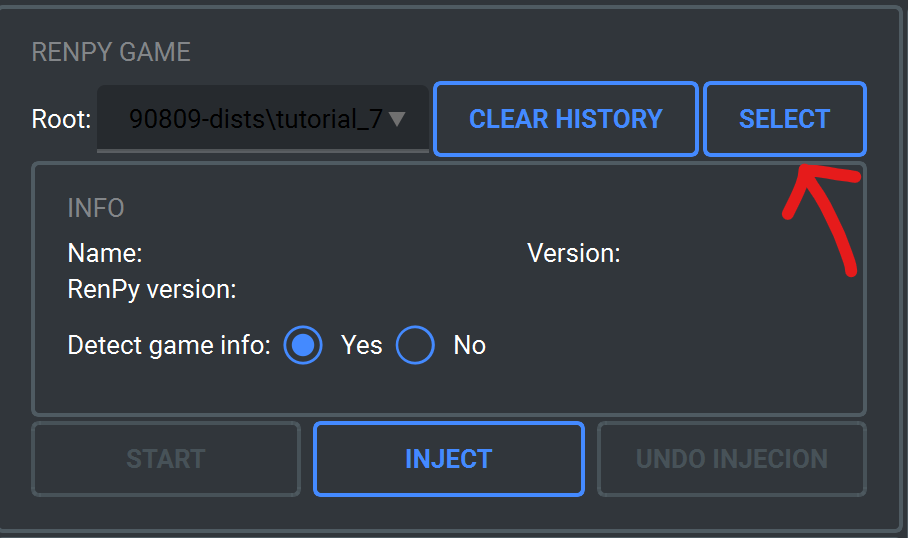 RENPY GAME
Root: 90809-dists\tutorial_7 CLEAR HISTORY SELECT
INFO
Name: Version:
RenPy version:
Detect game info: Yes No
START INJECT UNDO INJECION